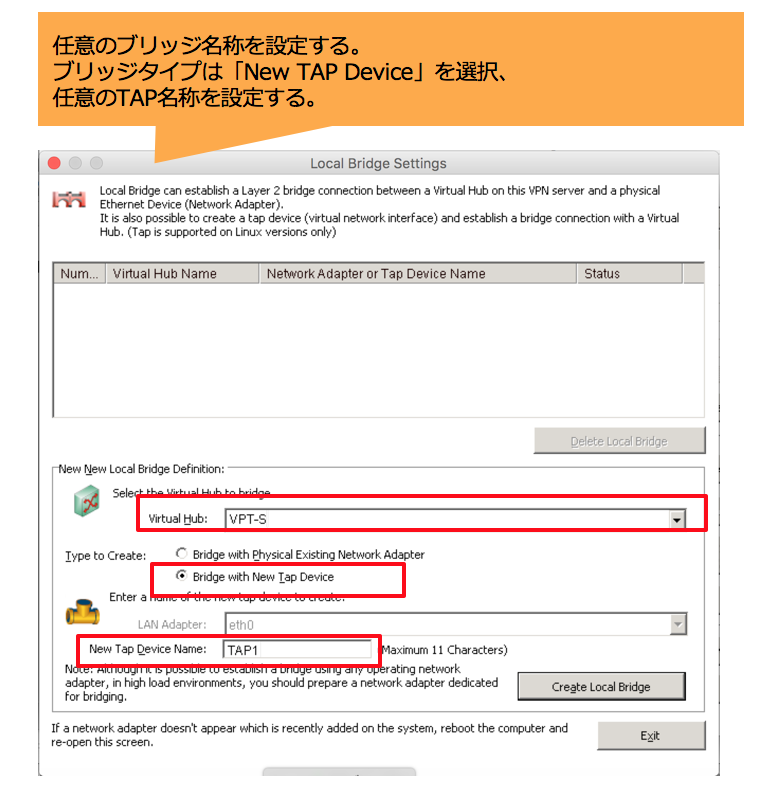 任意のブリッジ名称を設定する。
ブリッジタイプは「New TAP Device」を選択、
任意のTAP名称を設定する。
Local Bridge Settings
Local Bridge can establish a Layer 2 bridge connection between a Virtual Hub on this VPN server and a physical
Ethernet Device (Network Adapter).
It is also possible to create a tap device (virtual network interface) and establish a bridge connection with a Virtual
Hub. (Tap is supported on Linux versions only)
Num... Virtual Hub Name Network Adapter or Tap Device Name Status
Delete Local Bridge
New New Local Bridge Definition:
Select the Virtual Hub to bridge
Virtual Hub: VPT-S
Type to Create: Bridge with Physical Existing Network Adapter
Bridge with New Tap Device
Enter a name of the new tap device to create.
LAN Adapter: eth0
New Tap Device Name: TAP1 (Maximum 11 Characters)
Note: Although it is possible to establish a bridge using any operating network
adapter, in high load environments, you should prepare a network adapter dedicated
for bridging.
Create Local Bridge
If a network adapter doesn't appear which is recently added on the system, reboot the computer and
re-open this screen.
Exit